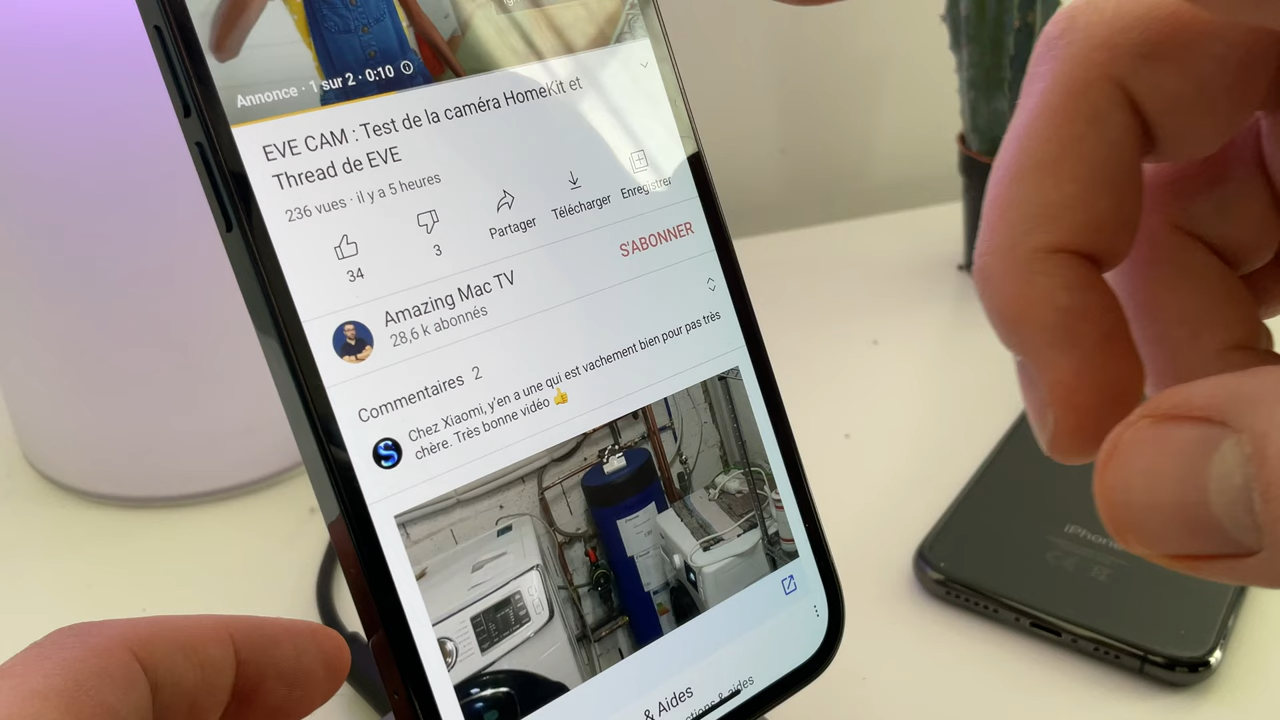 Annonce · 1 sur 2 · 0:10
EVE CAM : Test de la caméra HomeKit et
Thread de EVE
236 vues · il y a 5 heures
34
3
Partager
Télécharger
Enregistrer
Amazing Mac TV
28,6 k abonnés
S'ABONNER
Commentaires 2
Chez Xiaomi, y'en a une qui est vachement bien pour pas très
chère. Très bonne vidéo 👍
& Aides
& aides
iPhone